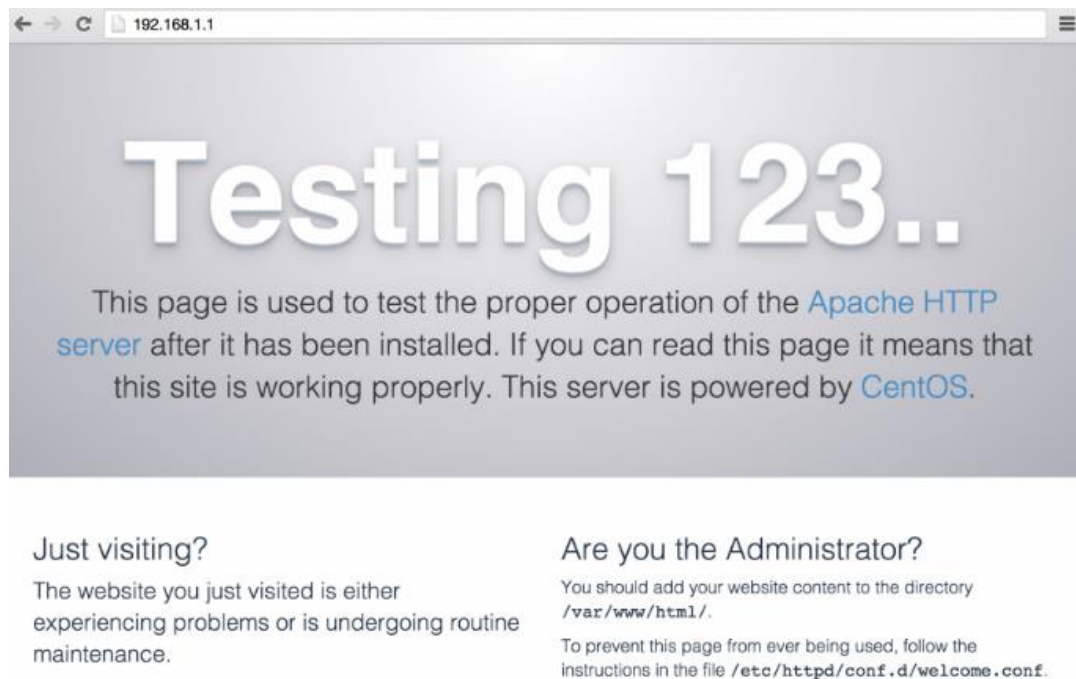 192.168.1.1
Testing 123..
This page is used to test the proper operation of the Apache HTTP
server after it has been installed. If you can read this page it means that
this site is working properly. This server is powered by CentOS.
Just visiting?
The website you just visited is either
experiencing problems or is undergoing routine
maintenance.
Are you the Administrator?
You should add your website content to the directory
/var/www/html/.
To prevent this page from ever being used, follow the
instructions in the file /etc/httpd/conf.d/welcome.conf.